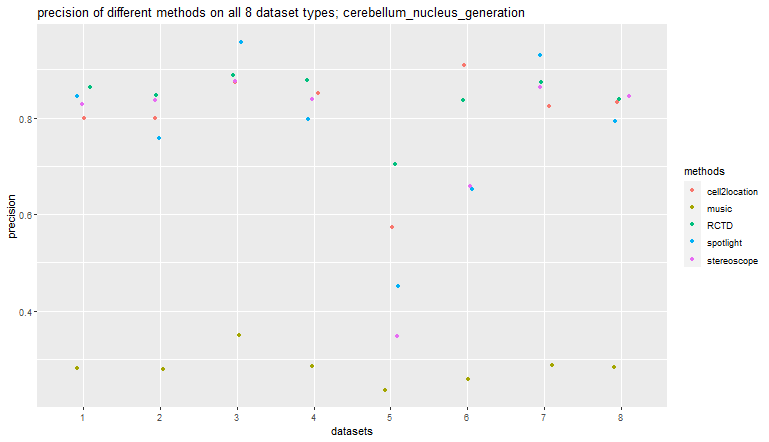 precision of different methods on all 8 dataset types; cerebellum_nucleus_generation
precision
0.8
0.6
0.4
1 2 3 4 5 6 7 8
datasets
methods
cell2location
music
RCTD
spotlight
stereoscope